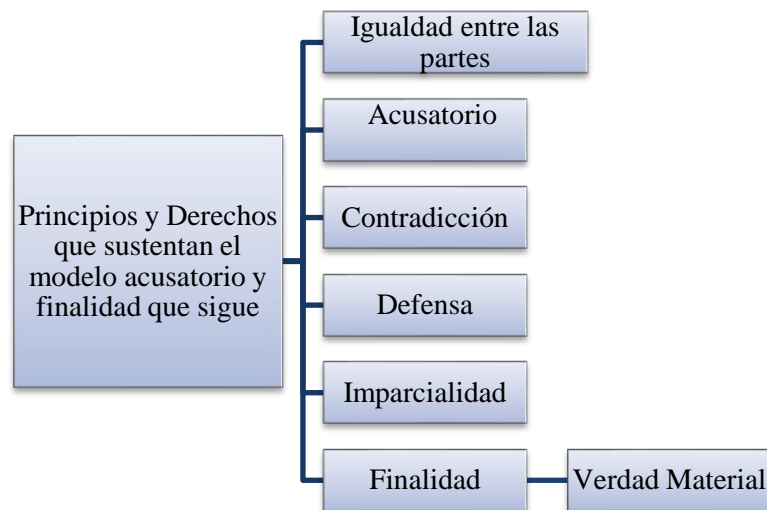 Igualdad entre las
partes
Acusatorio
Principios y Derechos
que sustentan el
modelo acusatorio y
finalidad que sigue
Contradicción
Defensa
Imparcialidad
Finalidad
Verdad Material